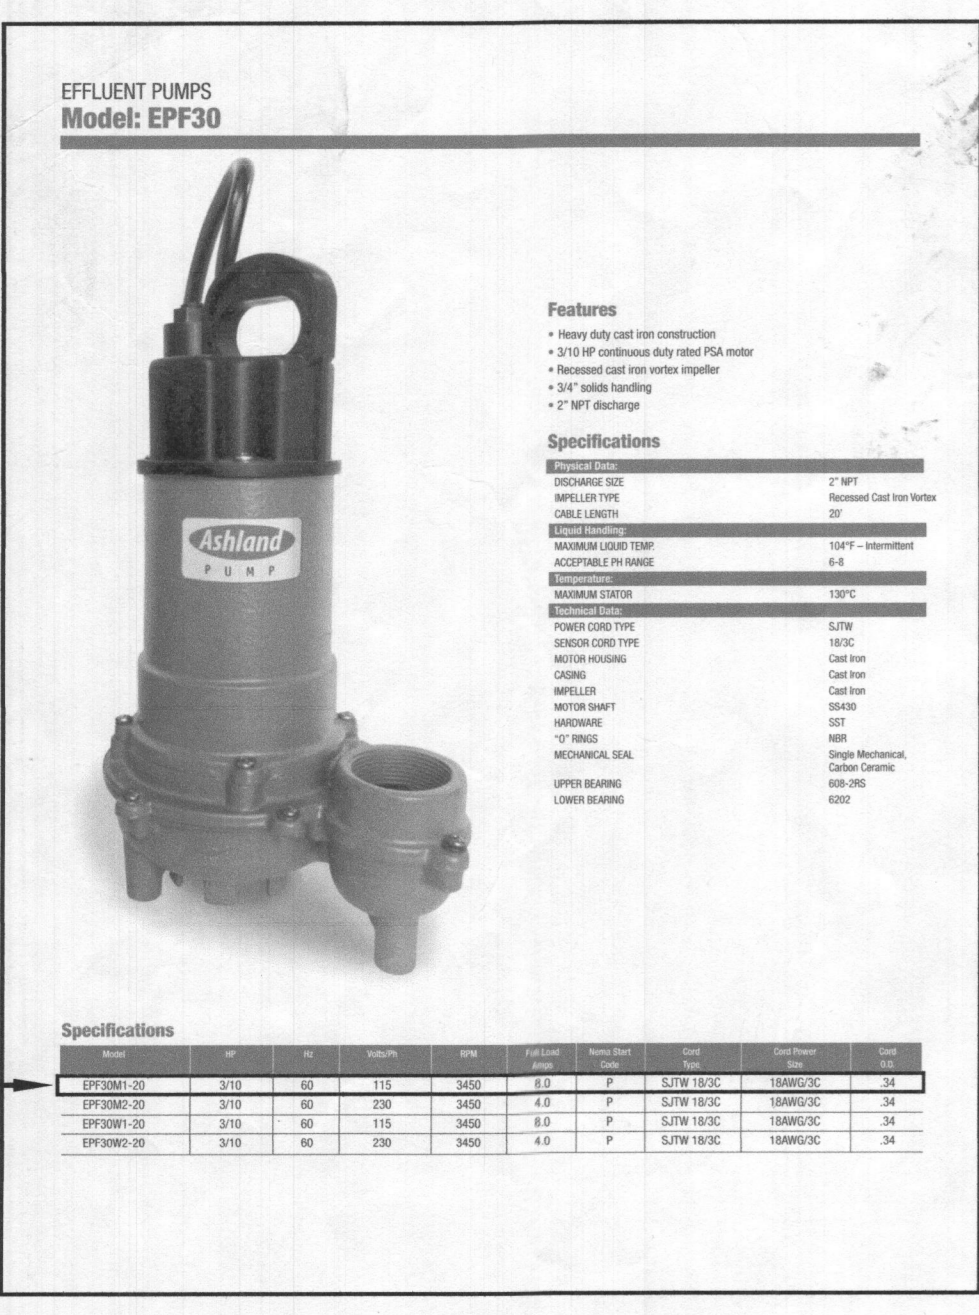 EFFLUENT PUMPS
Model: EPF30
Ashland
PUMP
Features
• Heavy duty cast iron construction
• 3/10 HP continuous duty rated PSA motor
• Recessed cast iron vortex impeller
• 3/4" solids handling
• 2" NPT discharge
Specifications
Physical Data:
DISCHARGE SIZE 2" NPT
IMPELLER TYPE Recessed Cast Iron Vortex
CABLE LENGTH 20'
Liquid Handling:
MAXIMUM LIQUID TEMP. 104°F – Intermittent
ACCEPTABLE PH RANGE 6-8
Temperature:
MAXIMUM STATOR 130°C
Technical Data:
POWER CORD TYPE SJTW
SENSOR CORD TYPE 18/3C
MOTOR HOUSING Cast Iron
CASING Cast Iron
IMPELLER Cast Iron
MOTOR SHAFT SS430
HARDWARE SST
"O" RINGS NBR
MECHANICAL SEAL Single Mechanical,
Carbon Ceramic
UPPER BEARING 608-2RS
LOWER BEARING 6202
Specifications
Model HP Hz Volts/Ph RPM Full Load Amps Nema Start Code Cord Type Cord Power Size Cord O.D.
EPF30M1-20 3/10 60 115 3450 8.0 P SJTW 18/3C 18AWG/3C .34
EPF30M2-20 3/10 60 230 3450 4.0 P SJTW 18/3C 18AWG/3C .34
EPF30W1-20 3/10 60 115 3450 8.0 P SJTW 18/3C 18AWG/3C .34
EPF30W2-20 3/10 60 230 3450 4.0 P SJTW 18/3C 18AWG/3C .34